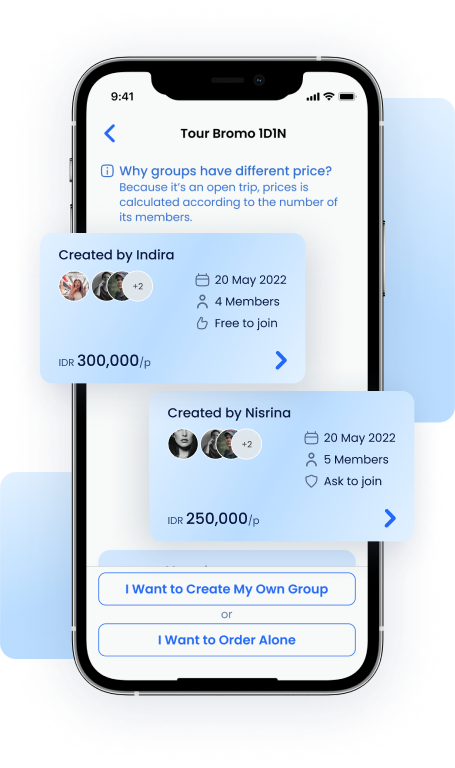 9:41
Tour Bromo 1D1N
Why groups have different price?
Because it's an open trip, prices is
calculated according to the number of
its members.
Created by Indira
+2
20 May 2022
4 Members
Free to join
IDR 300,000/p
Created by Nisrina
+2
20 May 2022
5 Members
Ask to join
IDR 250,000/p
I Want to Create My Own Group
or
I Want to Order Alone